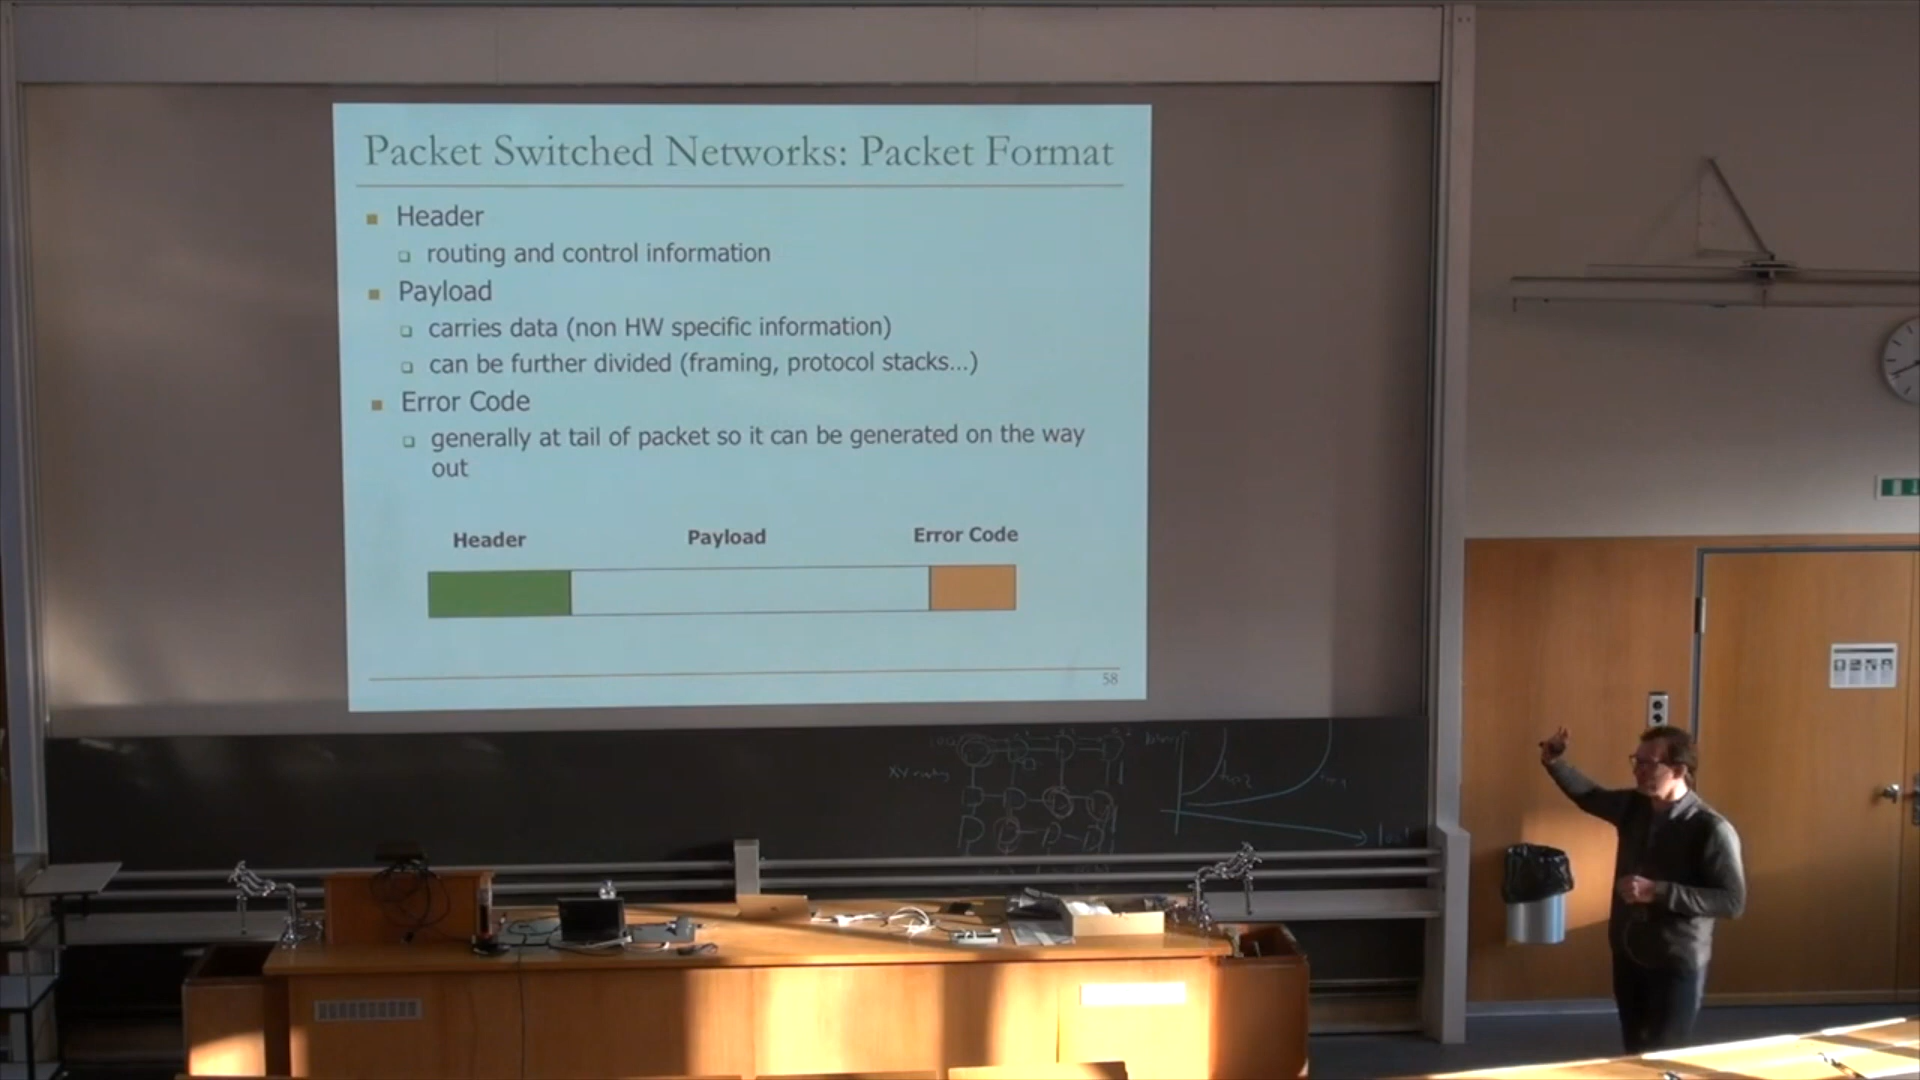 Packet Switched Networks: Packet Format
Header
routing and control information
Payload
carries data (non HW specific information)
can be further divided (framing, protocol stacks...)
Error Code
generally at tail of packet so it can be generated on the way
out
Header Payload Error Code
58